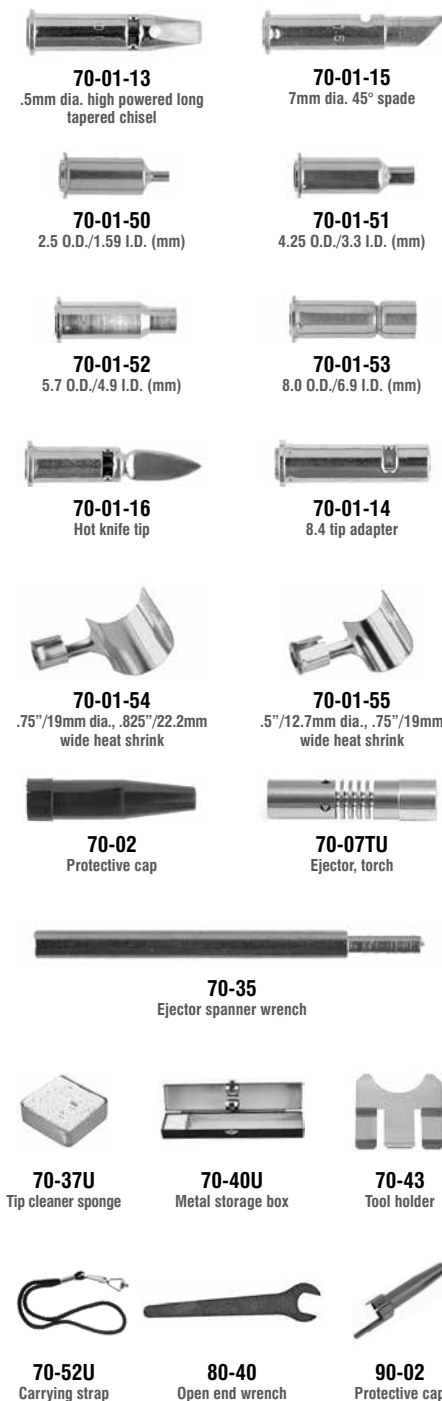 70-01-13
.5mm dia. high powered long
tapered chisel
70-01-15
7mm dia. 45° spade
70-01-50
2.5 O.D./1.59 I.D. (mm)
70-01-51
4.25 O.D./3.3 I.D. (mm)
70-01-52
5.7 O.D./4.9 I.D. (mm)
70-01-53
8.0 O.D./6.9 I.D. (mm)
70-01-16
Hot knife tip
70-01-14
8.4 tip adapter
70-01-54
.75”/19mm dia., .825”/22.2mm
wide heat shrink
70-01-55
.5”/12.7mm dia., .75”/19mm
wide heat shrink
70-02
Protective cap
70-07TU
Ejector, torch
70-35
Ejector spanner wrench
70-37U
Tip cleaner sponge
70-40U
Metal storage box
70-43
Tool holder
70-52U
Carrying strap
80-40
Open end wrench
90-02
Protective cap